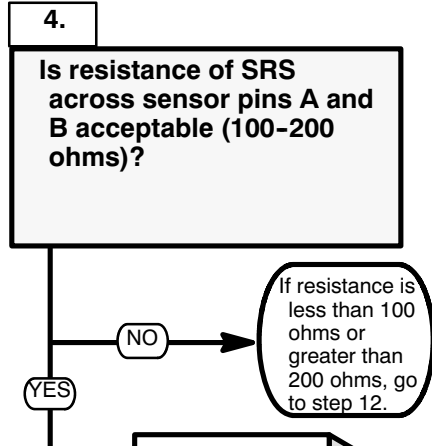 4.
Is resistance of SRS
across sensor pins A and
B acceptable (100-200
ohms)?
If resistance is
less than 100
ohms or
greater than
200 ohms, go
to step 12.
NO
YES